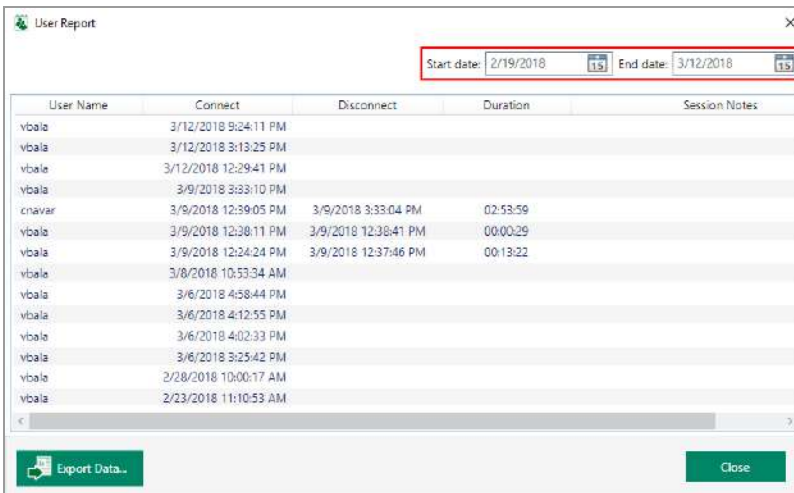 User Report
Start date: 2/19/2018 15 End date: 3/12/2018 15
User Name Connect Disconnect Duration Session Notes
vbala 3/12/2018 9:24:11 PM
vbala 3/12/2018 3:13:25 PM
vbala 3/12/2018 12:29:41 PM
vbala 3/9/2018 3:33:10 PM
cnavar 3/9/2018 12:39:05 PM 3/9/2018 3:33:04 PM 02:53:59
vbala 3/9/2018 12:38:11 PM 3/9/2018 12:38:41 PM 00:00:29
vbala 3/9/2018 12:24:24 PM 3/9/2018 12:37:46 PM 00:13:22
vbala 3/8/2018 10:53:34 AM
vbala 3/6/2018 4:58:44 PM
vbala 3/6/2018 4:12:55 PM
vbala 3/6/2018 4:02:33 PM
vbala 3/6/2018 3:25:42 PM
vbala 2/28/2018 10:00:17 AM
vbala 2/23/2018 11:10:53 AM
Export Data...
Close